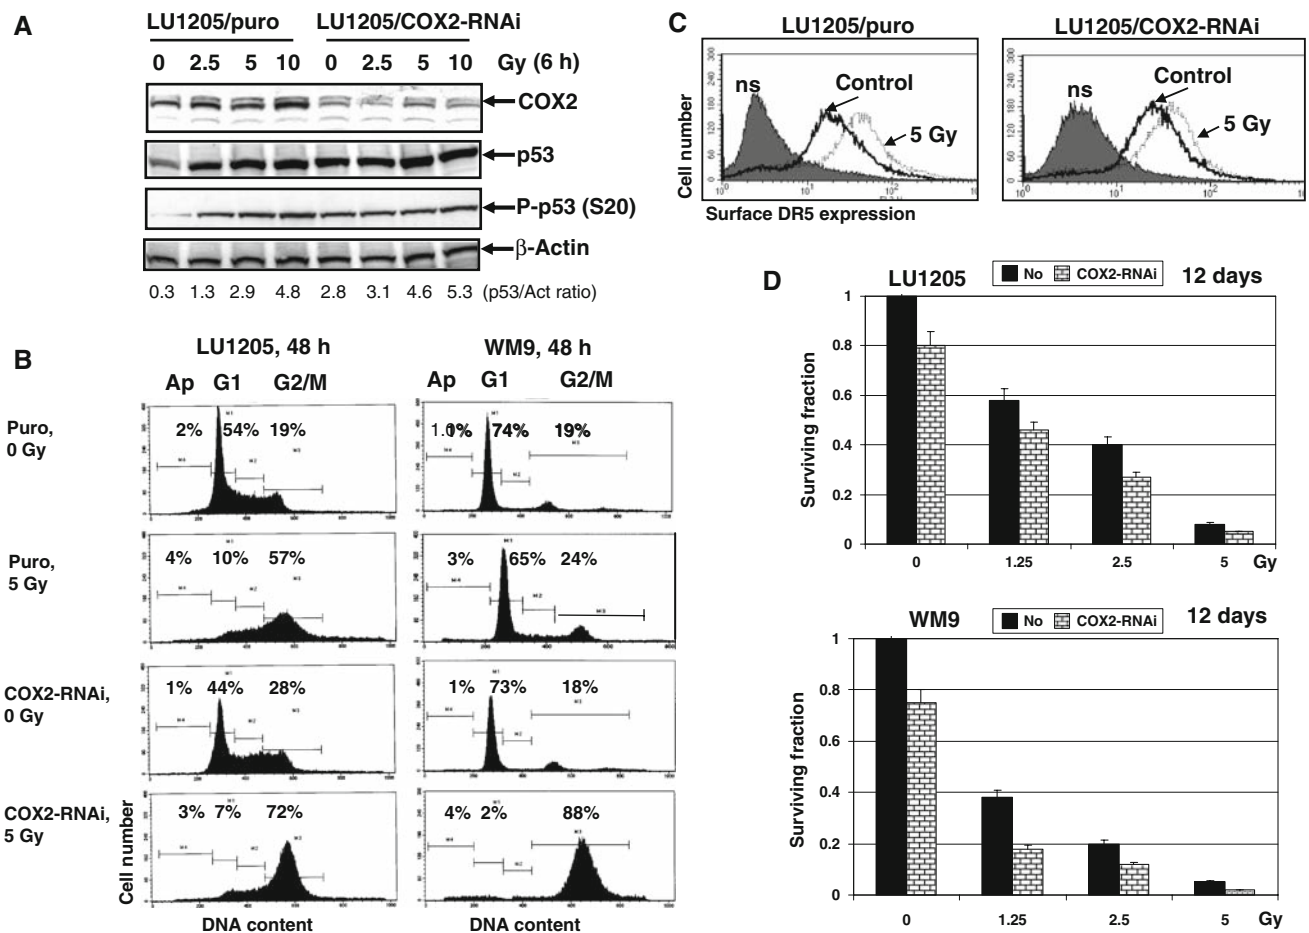 A
LU1205/puro LU1205/COX2-RNAi
0 2.5 5 10 0 2.5 5 10 Gy (6 h)
COX2
p53
P-p53 (S20)
β-Actin
0.3 1.3 2.9 4.8 2.8 3.1 4.6 5.3 (p53/Act ratio)
B
LU1205, 48 h WM9, 48 h
Ap G1 G2/M Ap G1 G2/M
Puro,
0 Gy
2% 54% 19%
74% 19%
Puro,
5 Gy
4% 10% 57%
3% 65% 24%
COX2-RNAi,
0 Gy
1% 44% 28%
1% 73% 18%
COX2-RNAi,
5 Gy
3% 7% 72%
4% 2% 88%
Cell number
DNA content DNA content
C
LU1205/puro LU1205/COX2-RNAi
ns Control 5 Gy
ns Control 5 Gy
Cell number
Surface DR5 expression
D
LU1205 No COX2-RNAi 12 days
Surviving fraction
1
0.8
0.6
0.4
0.2
0
0 1.25 2.5 5 Gy
WM9 No COX2-RNAi 12 days
Surviving fraction
1
0.8
0.6
0.4
0.2
0
0 1.25 2.5 5 Gy